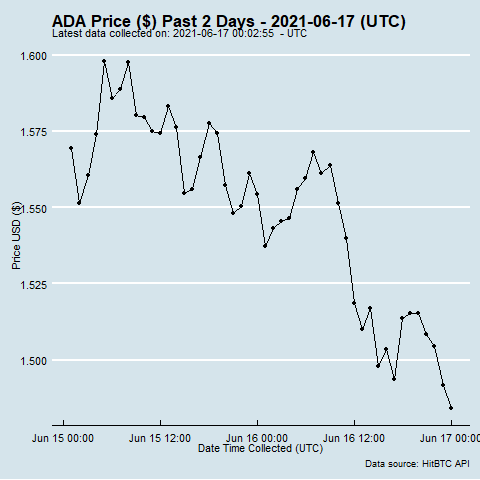 ADA Price ($) Past 2 Days - 2021-06-17 (UTC)
Latest data collected on: 2021-06-17 00:02:55 - UTC
1.600
1.575
1.550
1.525
1.500
Price USD ($)
Jun 15 00:00 Jun 15 12:00 Jun 16 00:00 Jun 16 12:00 Jun 17 00:00
Date Time Collected (UTC)
Data source: HitBTC API